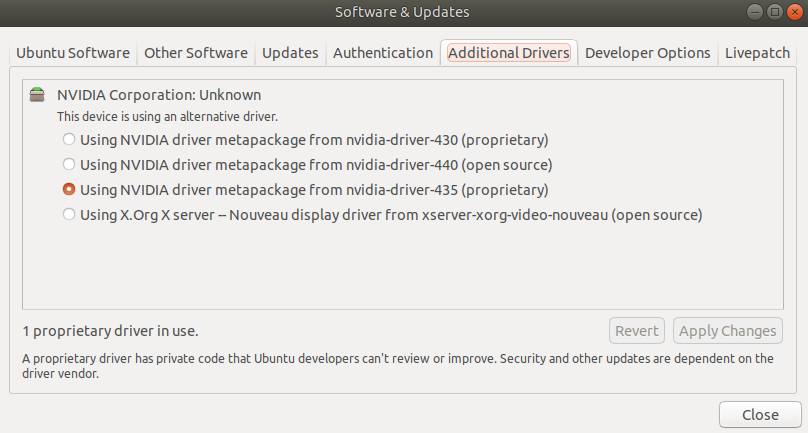 Software & Updates
Ubuntu Software Other Software Updates Authentication Additional Drivers Developer Options Livepatch
NVIDIA Corporation: Unknown
This device is using an alternative driver.
Using NVIDIA driver metapackage from nvidia-driver-430 (proprietary)
Using NVIDIA driver metapackage from nvidia-driver-440 (open source)
Using NVIDIA driver metapackage from nvidia-driver-435 (proprietary)
Using X.Org X server -- Nouveau display driver from xserver-xorg-video-nouveau (open source)
1 proprietary driver in use.
Revert Apply Changes
A proprietary driver has private code that Ubuntu developers can't review or improve. Security and other updates are dependent on the
driver vendor.
Close